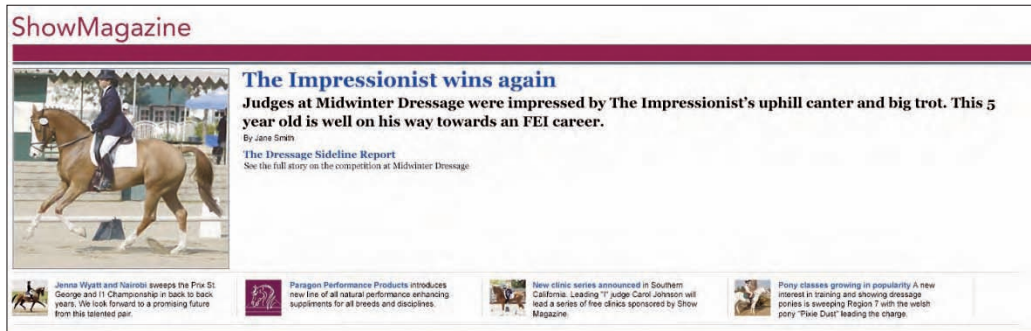 ShowMagazine
The Impressionist wins again
Judges at Midwinter Dressage were impressed by The Impressionist's uphill canter and big trot. This 5
year old is well on his way towards an FEI career.
By Jane Smith
The Dressage Sideline Report
See the full story on the competition at Midwinter Dressage
Jenna Wyatt and Nairobi sweeps the Prix St.
George and I1 Championship in back to back
years. We look forward to a promising future
from this talented pair.
Paragon Performance Products introduces
new line of all natural performance enhancing
suppliments for all breeds and disciplines.
New clinic series announced in Southern
California. Leading "I" judge Carol Johnson will
lead a series of free clinics sponsored by Show
Magazine.
Pony classes growing in popularity A new
interest in training and showing dressage
ponies is sweeping Region 7 with the welsh
pony "Pixie Dust" leading the charge.